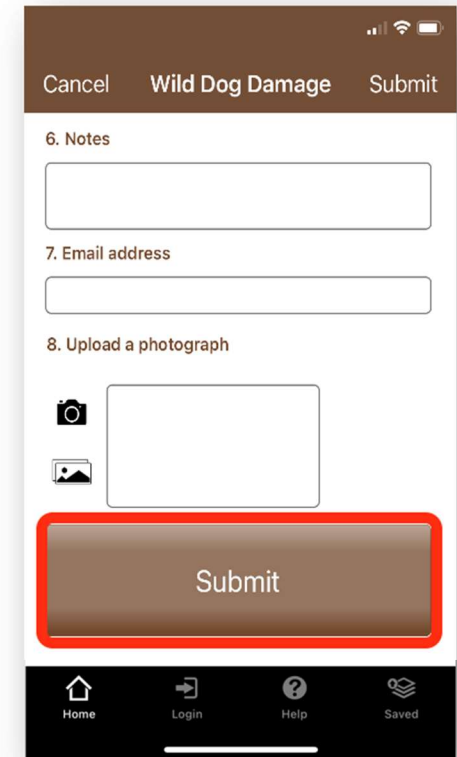 Cancel Wild Dog Damage Submit
6. Notes
7. Email address
8. Upload a photograph
Submit
Home Login Help Saved